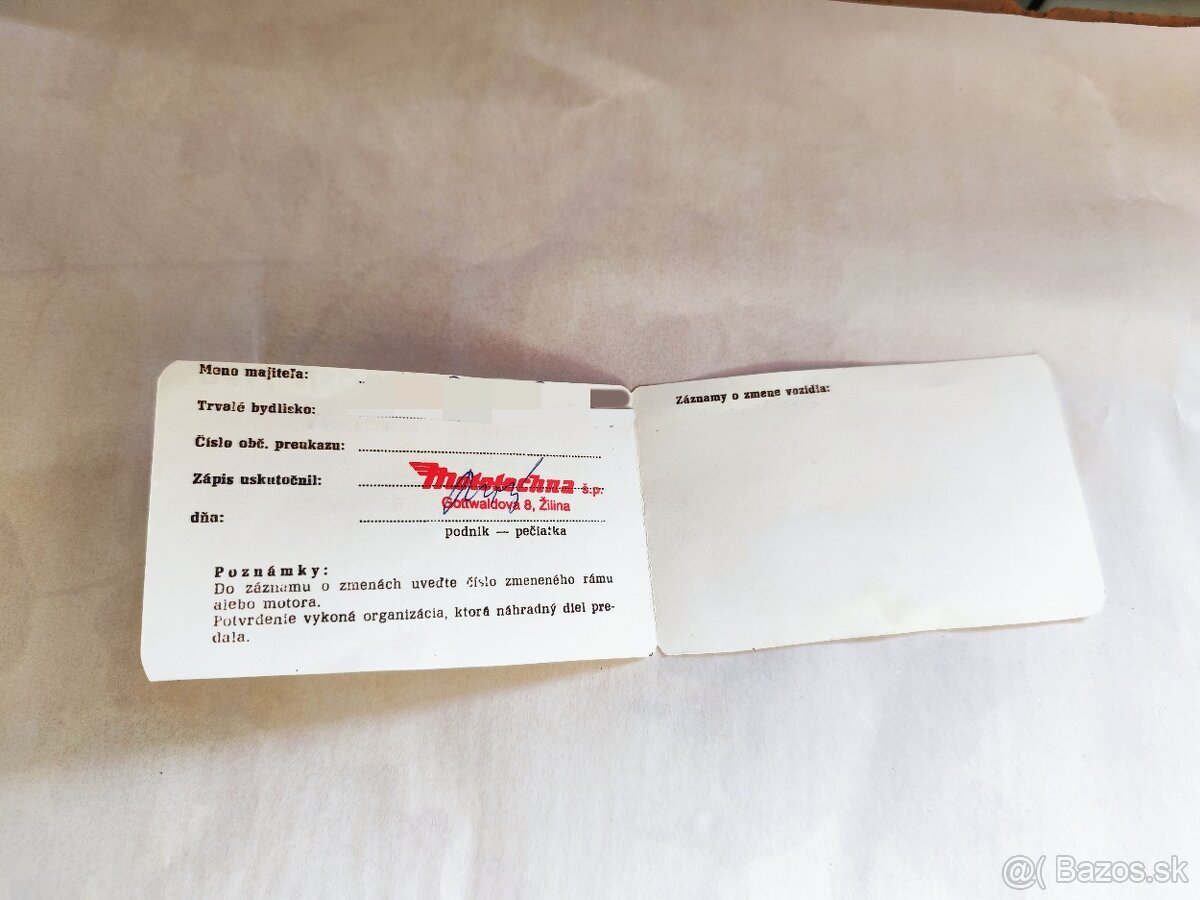 Meno majiteľa:
Trvalé bydlisko:
Číslo obč. preukazu:
Zápis uskutočnil:
Mototechna š.p.
Gottwaldova 8, Žilina
dňa:
podnik — pečiatka
Poznámky:
Do záznamu o zmenách uveďte číslo zmeneného rámu
alebo motora.
Potvrdenie vykoná organizácia, ktorá náhradný diel pre-
dala.
Záznamy o zmene vozidla:
@( Bazos.sk